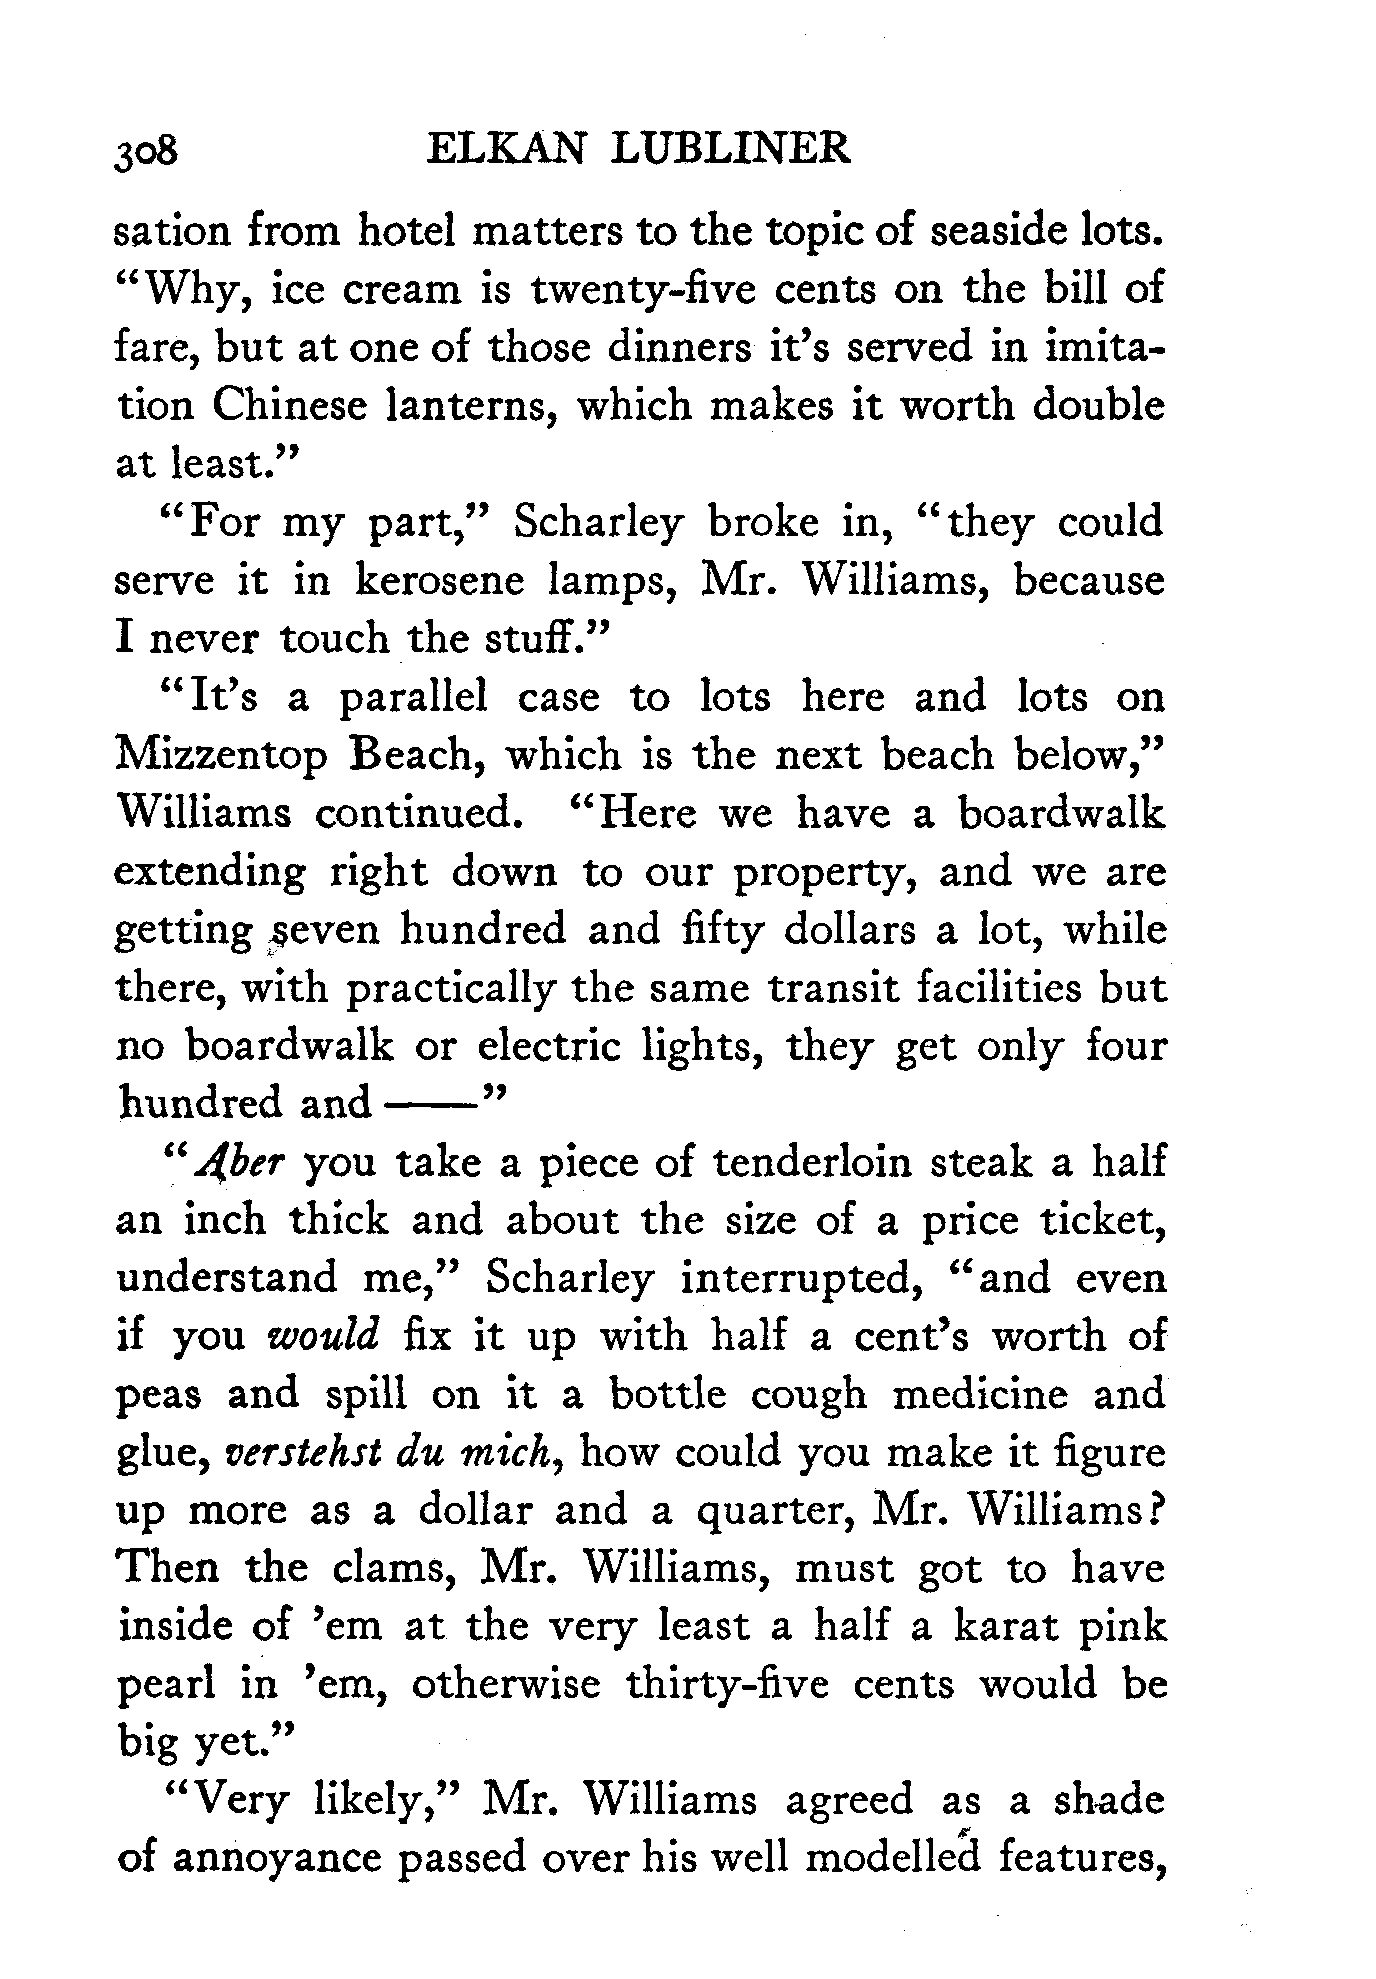 308 ELKAN LUBLINER
sation from hotel matters to the topic of seaside lots.
“Why, ice cream is twenty-five cents on the bill of
fare, but at one of those dinners it’s served in imita-
tion Chinese lanterns, which makes it worth double
at least.”
“For my part,” Scharley broke in, “they could
serve it in kerosene lamps, Mr. Williams, because
I never touch the stuff.”
“It’s a parallel case to lots here and lots on
Mizzentop Beach, which is the next beach below,”
Williams continued. “Here we have a boardwalk
extending right down to our property, and we are
getting seven hundred and fifty dollars a lot, while
there, with practically the same transit facilities but
no boardwalk or electric lights, they get only four
hundred and ——”
“Aber you take a piece of tenderloin steak a half
an inch thick and about the size of a price ticket,
understand me,” Scharley interrupted, “and even
if you would fix it up with half a cent’s worth of
peas and spill on it a bottle cough medicine and
glue, verstehst du mich, how could you make it figure
up more as a dollar and a quarter, Mr. Williams?
Then the clams, Mr. Williams, must got to have
inside of ’em at the very least a half a karat pink
pearl in ’em, otherwise thirty-five cents would be
big yet.”
“Very likely,” Mr. Williams agreed as a shade
of annoyance passed over his well modelled features,